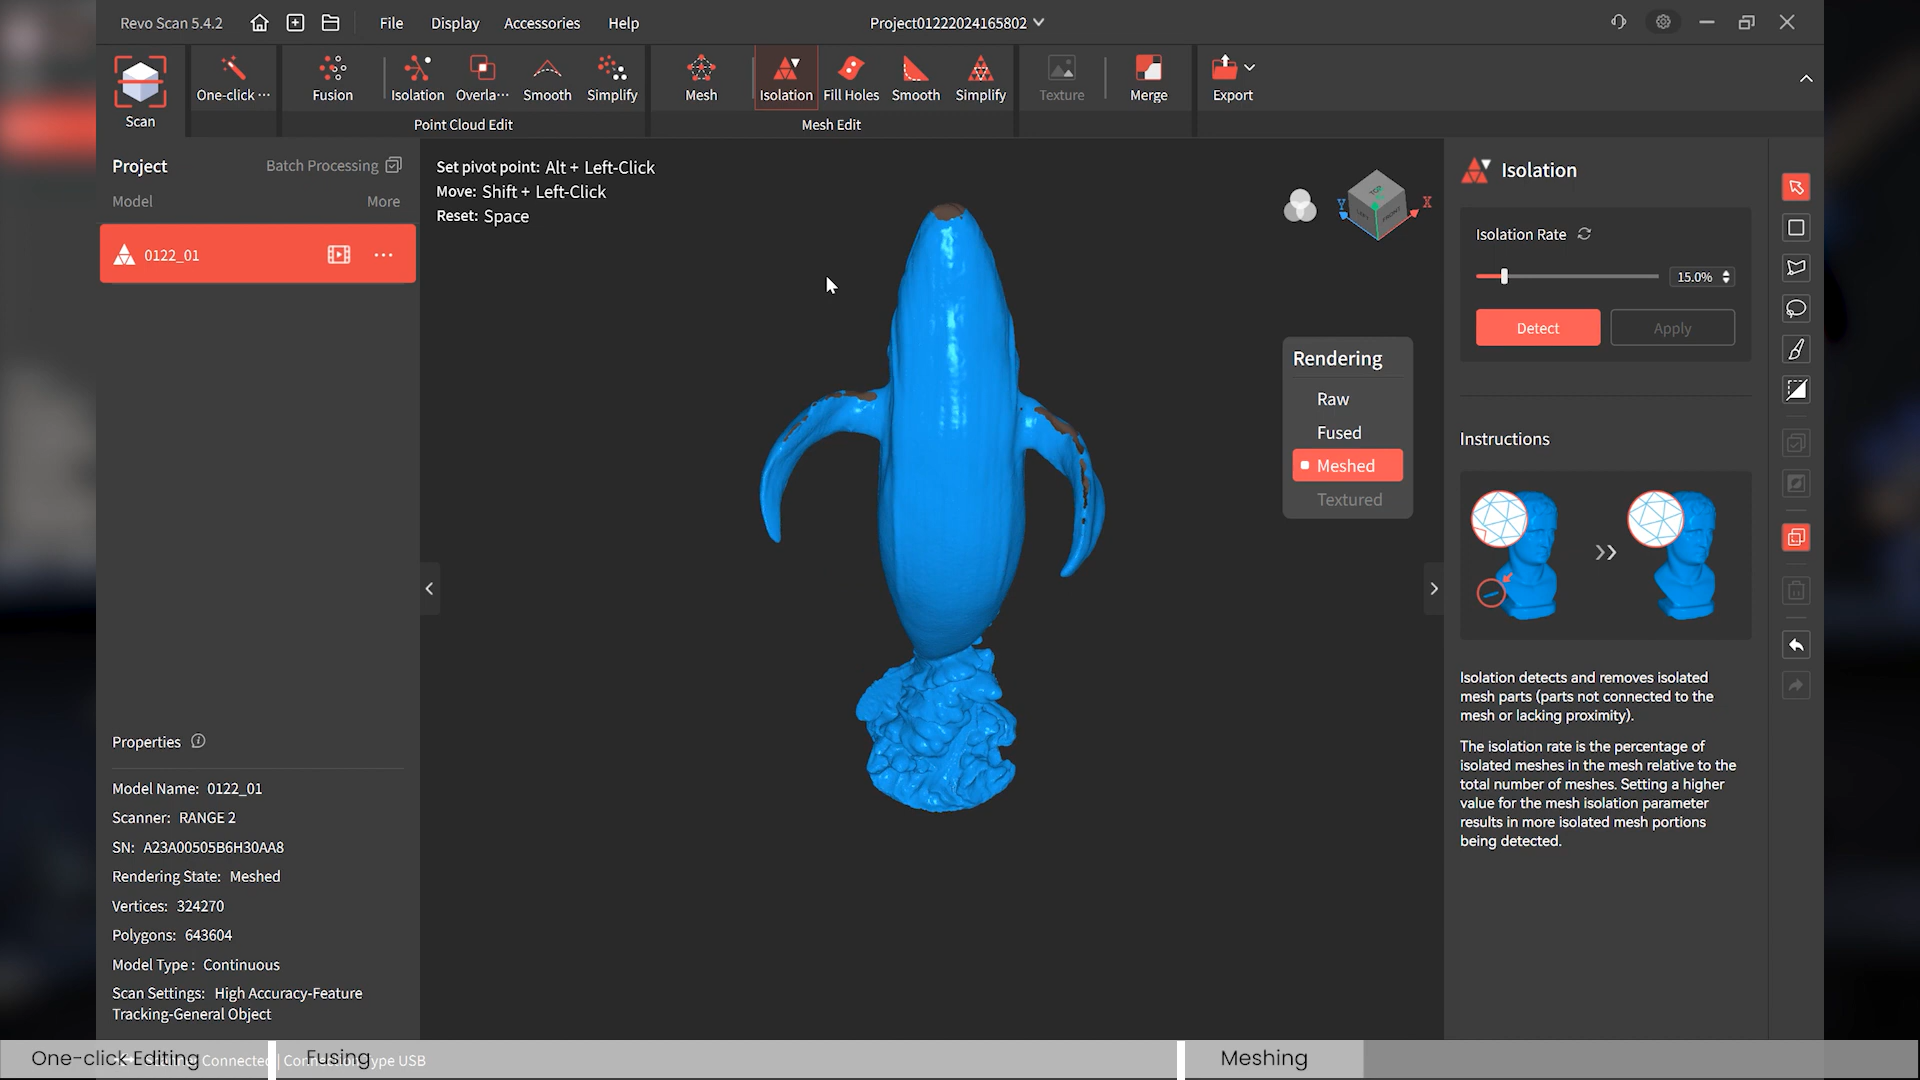 Revo Scan 5.4.2
File
Display
Accessories
Help
Project01222024165802
Scan
One-click ···
Fusion
Isolation
Overla···
Smooth
Simplify
Point Cloud Edit
Mesh
Isolation
Fill Holes
Smooth
Simplify
Mesh Edit
Texture
Merge
Export
Project
Batch Processing
Model
More
0122_01
Set pivot point: Alt + Left-Click
Move: Shift + Left-Click
Reset: Space
TOP
LEFT
FRONT
Y
X
Rendering
Raw
Fused
Meshed
Textured
Isolation
Isolation Rate
15.0%
Detect
Apply
Instructions
Isolation detects and removes isolated
mesh parts (parts not connected to the
mesh or lacking proximity).
The isolation rate is the percentage of
isolated meshes in the mesh relative to the
total number of meshes. Setting a higher
value for the mesh isolation parameter
results in more isolated mesh portions
being detected.
Properties
Model Name: 0122_01
Scanner: RANGE 2
SN: A23A00505B6H30AA8
Rendering State: Meshed
Vertices: 324270
Polygons: 643604
Model Type : Continuous
Scan Settings: High Accuracy-Feature
Tracking-General Object
One-click Editing
Fusing
Meshing
Connected | Connection Type USB